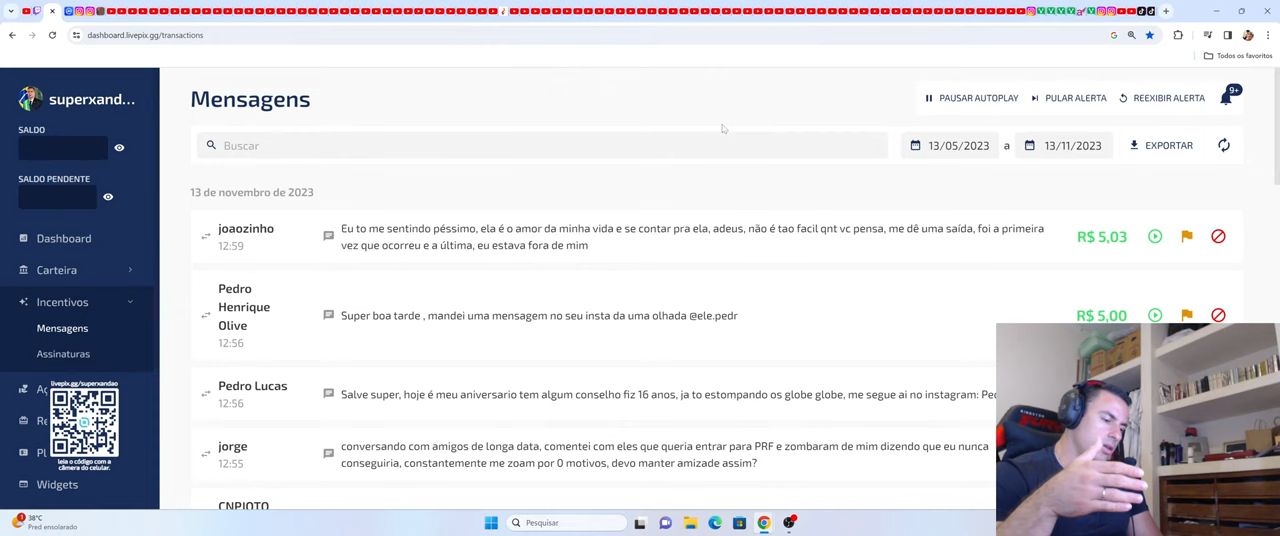 dashboard.livepix.gg/transactions
Todos os favoritos
superxand...
SALDO
SALDO PENDENTE
Dashboard
Carteira
Incentivos
Mensagens
Assinaturas
livepix.gg/superxandao
leia o código com a
câmera do celular.
Widgets
Mensagens
PAUSAR AUTOPLAY
PULAR ALERTA
REEXIBIR ALERTA
9+
Buscar
13/05/2023 a 13/11/2023
EXPORTAR
13 de novembro de 2023
joaozinho
12:59
Eu to me sentindo péssimo, ela é o amor da minha vida e se contar pra ela, adeus, não é tao facil qnt vc pensa, me dê uma saída, foi a primeira
vez que ocorreu e a última, eu estava fora de mim
R$ 5,03
Pedro
Henrique
Olive
12:56
Super boa tarde , mandei uma mensagem no seu insta da uma olhada @ele.pedr
R$ 5,00
Pedro Lucas
12:56
Salve super, hoje é meu aniversario tem algum conselho fiz 16 anos, ja to estompando os globe globe, me segue ai no instagram: Pe
jorge
12:55
conversando com amigos de longa data, comentei com eles que queria entrar para PRF e zombaram de mim dizendo que eu nunca
conseguiria, constantemente me zoam por 0 motivos, devo manter amizade assim?
CNPJOTO
1
38°C
Pred ensolarado
Pesquisar